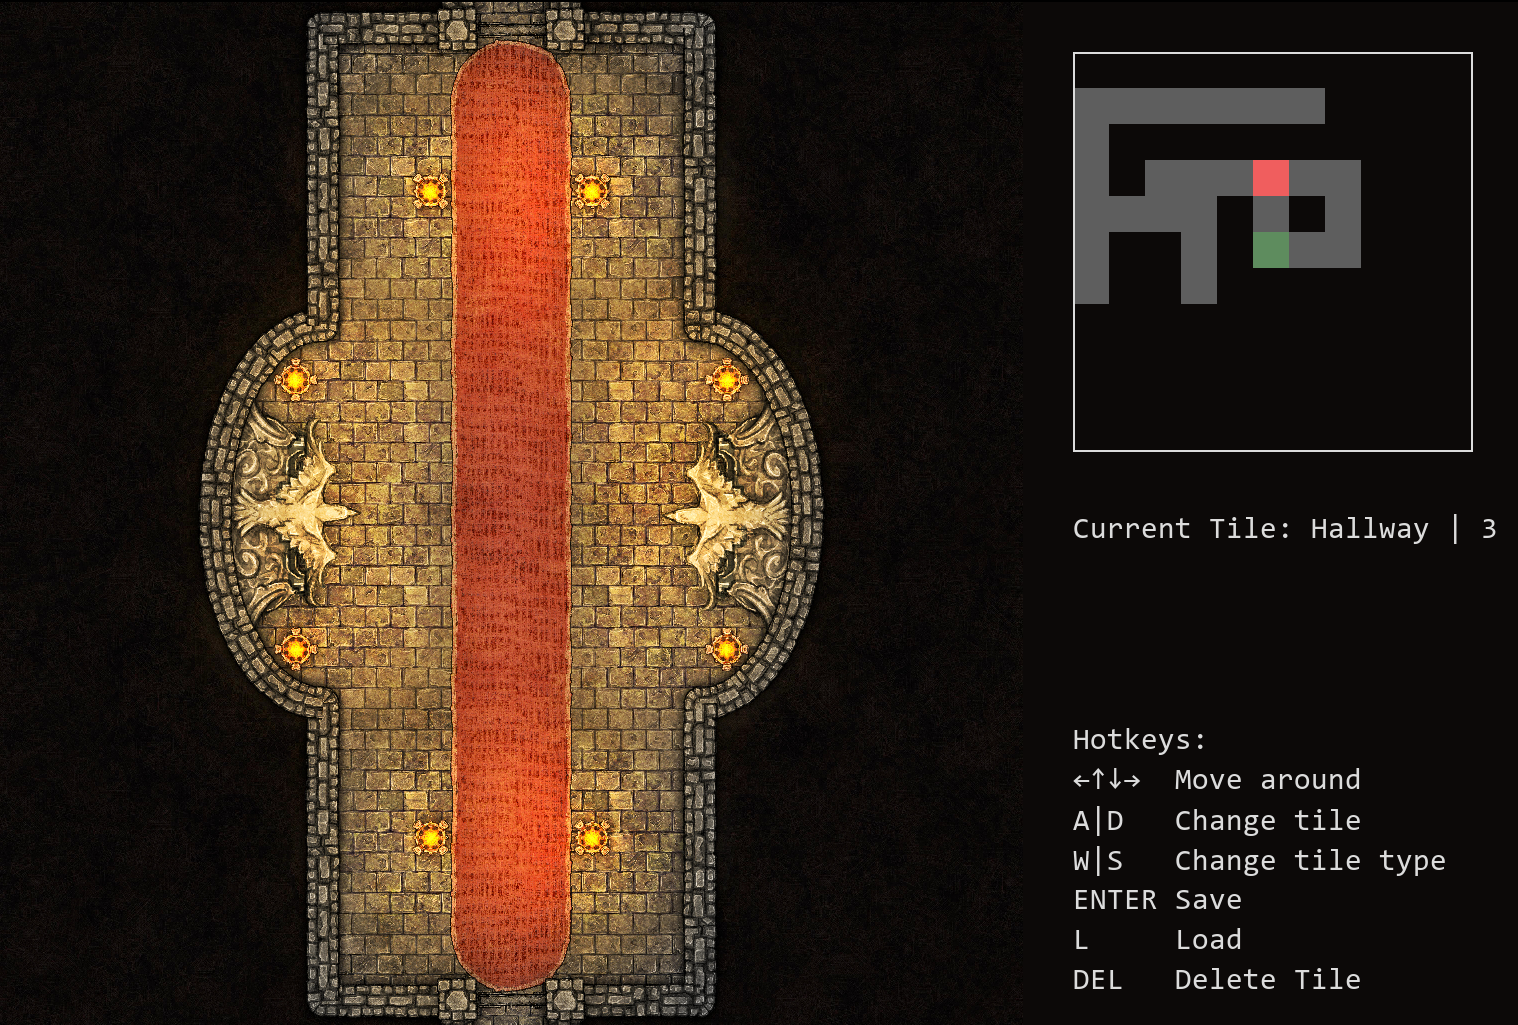 Current Tile: Hallway | 3
Hotkeys:
←↑↓→ Move around
A|D Change tile
W|S Change tile type
ENTER Save
L Load
DEL Delete Tile